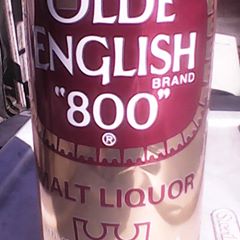 OLDE
ENGLISH
BRAND
"800"
®
MALT LIQUOR